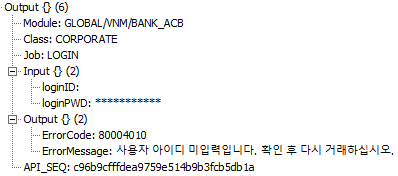 Output {} (6)
Module: GLOBAL/VNM/BANK_ACB
Class: CORPORATE
Job: LOGIN
Input {} (2)
loginID:
loginPWD: ***********
Output {} (2)
ErrorCode: 80004010
ErrorMessage: 사용자 아이디 미입력입니다. 확인 후 다시 거래하십시오.
API_SEQ: c96b9cfffdea9759e514b9b3fcb5db1a